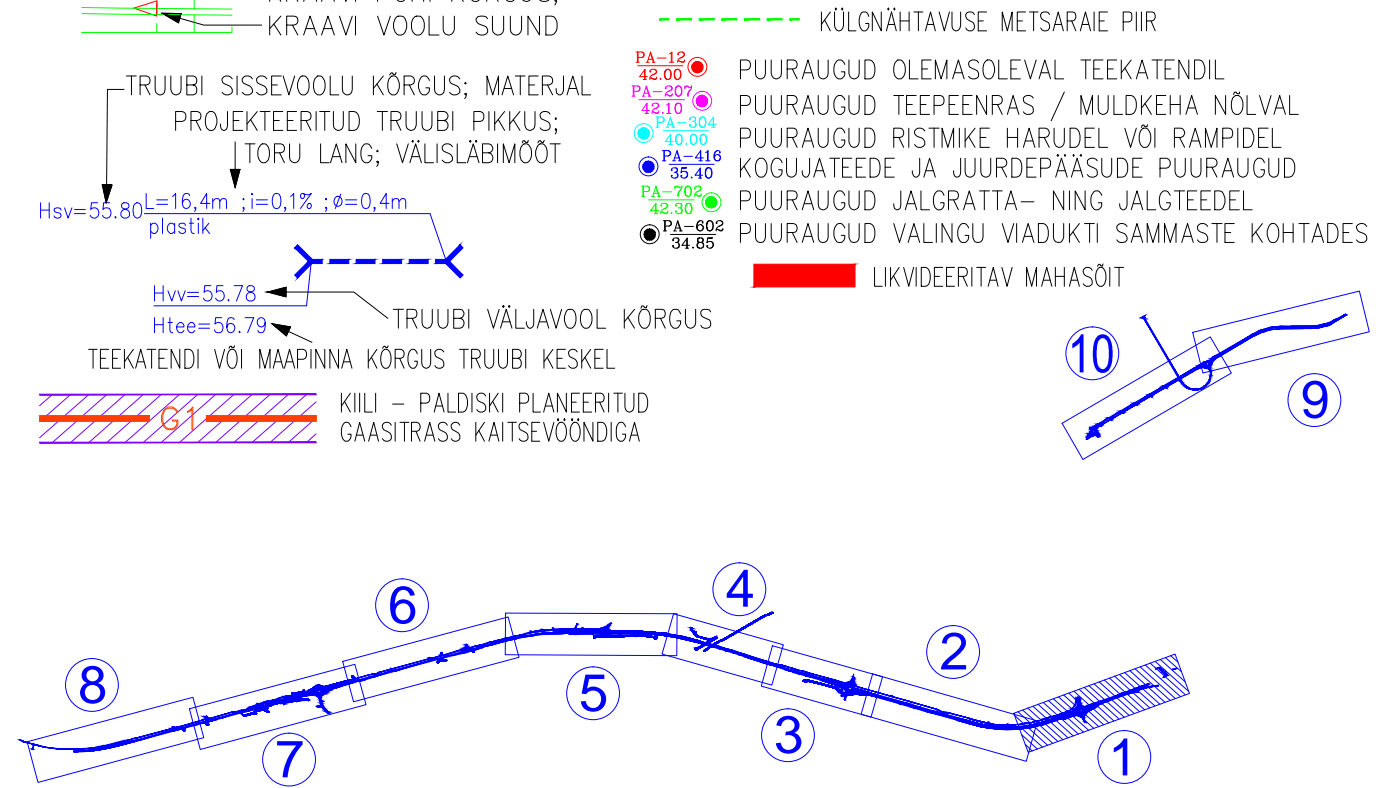 KRAAVI VOOLU SUUND
TRUUBI SISSEVOOLU KÕRGUS; MATERJAL
PROJEKTEERITUD TRUUBI PIKKUS;
TORU LANG; VÄLISLÄBIMÕÕT
Hsv=55.80
L=16,4m ;i=0,1% ;ø=0,4m
plastik
Hvv=55.78
Htee=56.79
TRUUBI VÄLJAVOOL KÕRGUS
TEEKATENDI VÕI MAAPINNA KÕRGUS TRUUBI KESKEL
G1
KIILI – PALDISKI PLANEERITUD
GAASITRASS KAITSEVÖÖNDIGA
KÜLGNÄHTAVUSE METSARAIE PIIR
PA-12
42.00
PUURAUGUD OLEMASOLEVAL TEEKATENDIL
PA-207
42.10
PUURAUGUD TEEPEENRAS / MULDKEHA NÕLVAL
PA-304
40.00
PUURAUGUD RISTMIKE HARUDEL VÕI RAMPIDEL
PA-416
35.40
KOGUJATEEDE JA JUURDEPÄÄSUDE PUURAUGUD
PA-702
42.30
PUURAUGUD JALGRATTA– NING JALGTEEDEL
PA-602
34.85
PUURAUGUD VALINGU VIADUKTI SAMMASTE KOHTADES
LIKVIDEERITAV MAHASÕIT
10
9
4
6
2
8
5
3
7
1